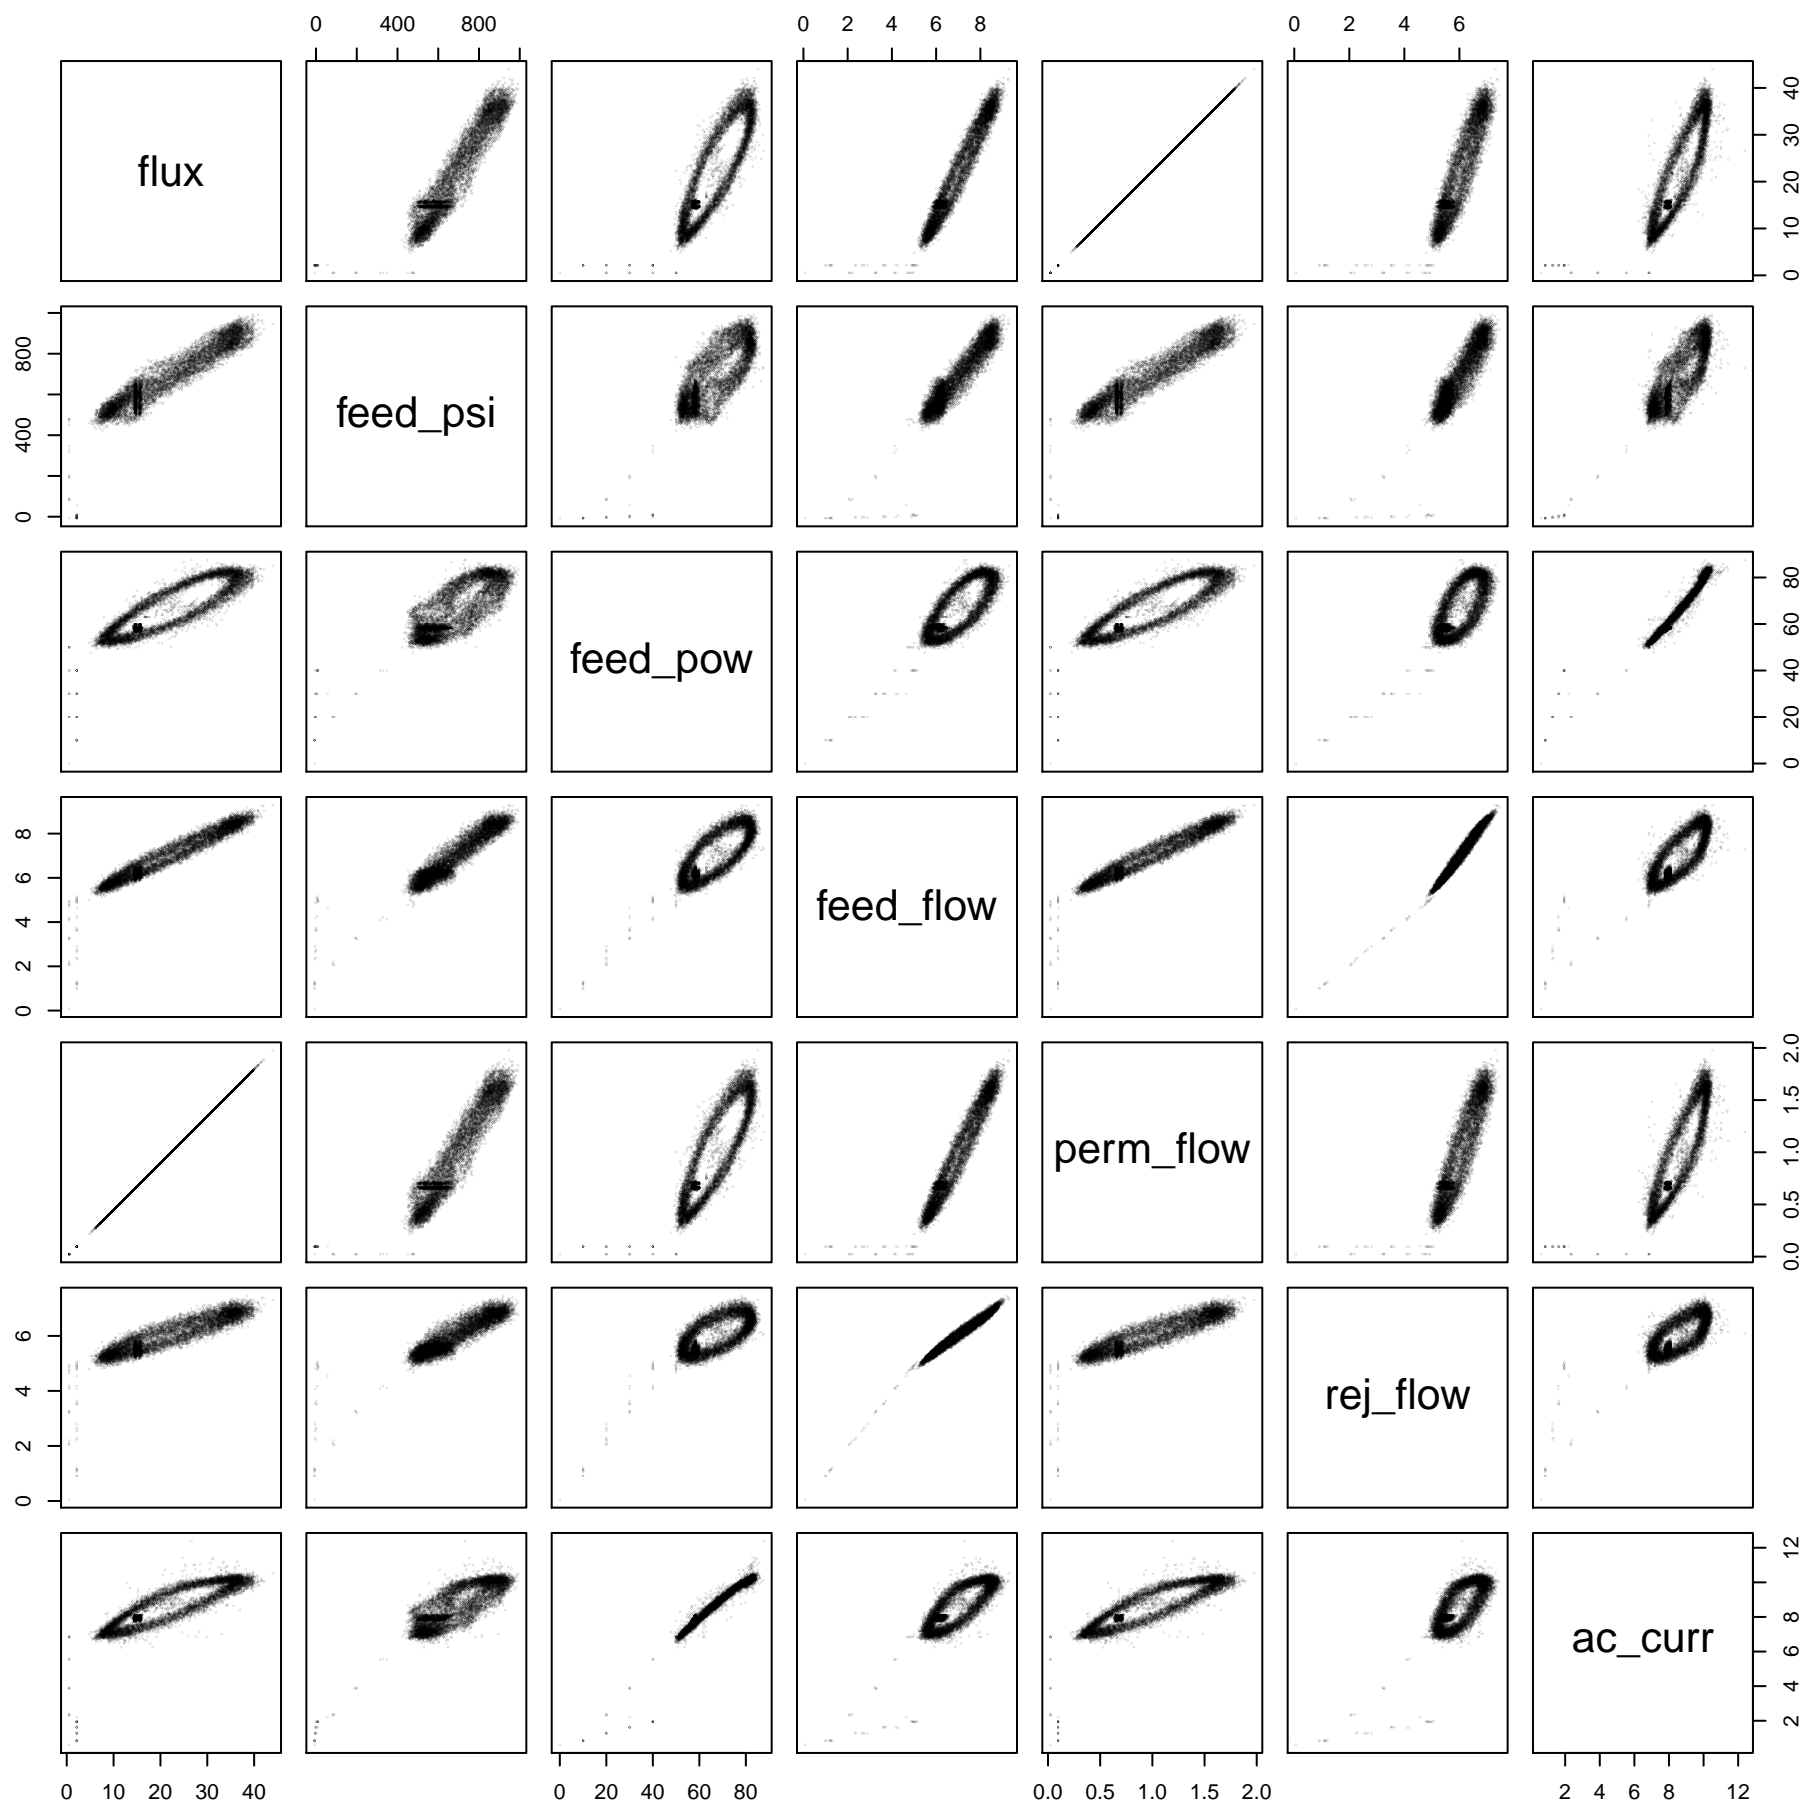 0 400 800 0 2 4 6 8 0 2 4 6
flux
0 10 20 30 40
0 400 800
feed_psi
feed_pow
0 20 40 60 80
0 2 4 6 8
feed_flow
perm_flow
0.0 0.5 1.0 1.5 2.0
0 2 4 6
rej_flow
ac_curr
2 4 6 8 12
0 10 20 30 40 0 20 40 60 80 0.0 0.5 1.0 1.5 2.0 2 4 6 8 12